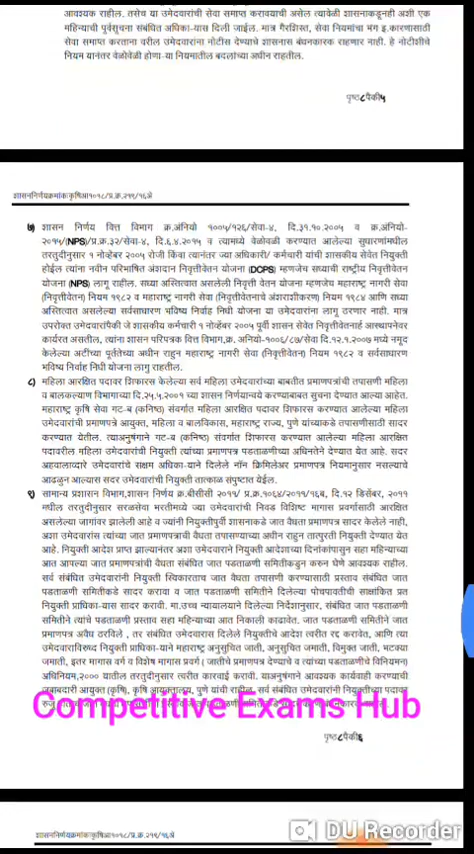 आवश्यक राहील. तसेच या उमेदवारांची सेवा समाप्त करावयाची असेल त्यावेळी शासनाकडूनही अशी एक
महिन्याची पुर्वसूचना संबधित अधिका-यास दिली जाईल. मात्र गैरशिस्त, सेवा नियमांचा भंग इ.कारणासाठी
सेवा समाप्त करताना वरील उमेदवारांना नोटीस देण्याचे शासनास बंधनकारक राहणार नाही. हे नोटीशीचे
नियम यानंतर वेळोवेळी होणा-या नियमातील बदलांच्या अधीन राहतील.
पृष्ठ८पैकी५
शासननिर्णयक्रमांकःकृषिआ१०१८/प्र.क्र.२१९/१६अे
७) शासन निर्णय वित्त विभाग क्र.अंनियो १००५/१२६/सेवा-४, दि.३१.१०.२००५ व क्र.अंनियो-
२०१५/(NPS)/प्र.क्र.३२/सेवा-४, दि.६.४.२०१५ व त्यामध्ये वेळोवेळी करण्यात आलेल्या सुधारणांमधील
तरतूदीनुसार १ नोव्हेंबर २००५ रोजी किंवा त्यानंतर ज्या अधिकारी/ कर्मचारी यांची शासकीय सेवेत नियुक्ती
होईल त्यांना नवीन परिभाषित अंशदान निवृत्तीवेतन योजना (DCPS) म्हणजेच सध्याची राष्ट्रीय निवृत्तीवेतन
योजना (NPS) लागू राहील. सध्या अस्तित्वात असलेली निवृत्ती वेतन योजना म्हणजेच महाराष्ट्र नागरी सेवा
(निवृत्तीवेतन) नियम १९८२ व महाराष्ट्र नागरी सेवा (निवृत्तीवेतनाचे अंशराशीकरण) नियम १९८४ आणि सध्या
अस्तित्वात असलेल्या सर्वसाधारण भविष्य निर्वाह निधी योजना या उमेदवारांना लागू ठरणार नाही. मात्र
उपरोक्त उमेदवारांपैकी जे शासकीय कर्मचारी १ नोव्हेंबर २००५ पूर्वी शासन सेवेत निवृत्तीवेतनार्ह आस्थापनेवर
कार्यरत असतील, त्यांना शासन परिपत्रक वित्त विभाग,क्र. अंनियो-१००६/८७/सेवा दि.१२.१.२००७ मध्ये नमूद
केलेल्या अटींच्या पूर्ततेच्या अधीन राहून महाराष्ट्र नागरी सेवा (निवृत्तीवेतन) नियम १९८२ व सर्वसाधारण
भविष्य निर्वाह निधी योजना लागू राहतील.
८) महिला आरक्षित पदावर शिफारस केलेल्या सर्व महिला उमेदवारांच्या बाबतीत प्रमाणपत्रांची तपासणी महिला
व बालकल्याण विभागाच्या दि.२५.५.२००१ च्या शासन निर्णयान्वये करण्याबाबत सूचना देण्यात आल्या आहेत.
महाराष्ट्र कृषि सेवा गट-ब (कनिष्ठ) संवर्गात महिला आरक्षित पदावर शिफारस करण्यात आलेल्या महिला
उमेदवारांची प्रमाणपत्रे आयुक्त, महिला व बालविकास, महाराष्ट्र राज्य, पुणे यांच्याकडे तपासणीसाठी सादर
करण्यात येतील. त्याअनुषंगाने गट-ब (कनिष्ठ) संवर्गात शिफारस करण्यात आलेल्या महिला आरक्षित
पदावरील महिला उमेदवारांची नियुक्ती त्यांच्या प्रमाणपत्र पडताळणीच्या अधिनतेने देण्यात येत आहे. सदर
अहवालाव्दारे उमेदवारांचे सक्षम अधिका-याने दिलेले नॉन क्रिमिलेअर प्रमाणपत्र नियमानुसार नसल्याचे
आढळून आल्यास सदर उमेदवारांची नियुक्ती तात्काळ संपुष्टात येईल.
९) सामान्य प्रशासन विभाग,शासन निर्णय क्र.बीसीसी २०११/ प्र.क्र.१०६४/२०११/१६ब, दि.१२ डिसेंबर, २०११
मधील तरतूदीनुसार सरळसेवा भरतीमध्ये ज्या उमेदवारांची निवड विशिष्ट मागास प्रवर्गासाठी आरक्षित
असलेल्या जागांवर झालेली आहे व ज्यांनी नियुक्तीपुर्वी शासनाकडे जात वैधता प्रमाणपत्र सादर केलेले नाही,
अशा उमेदवारांस त्यांच्या जात प्रमाणपत्राची वैधता तपासण्याच्या अधीन राहुन तात्पुरती नियुक्ती देण्यात येत
आहे. नियुक्ती आदेश प्राप्त झाल्यानंतर अशा उमेदवाराने नियुक्ती आदेशाच्या दिनांकापासुन सहा महिन्याच्या
आत आपल्या जात प्रमाणपत्रांची वैधता संबंधित जात पडताळणी समितीकडुन करुन घेणे आवश्यक राहील.
सर्व संबंधित उमेदवारांनी नियुक्ती स्विकारताच जात वैधता तपासणी करण्यासाठी प्रस्ताव संबंधित जात
पडताळणी समितीकडे सादर करावा व जात पडताळणी समितीने दिलेल्या पोचपावतीची साक्षांकित प्रत
नियुक्ती प्राधिका-यास सादर करावी. मा.उच्च न्यायालयाने दिलेल्या निर्देशानुसार, संबंधित जात पडताळणी
समितीने त्यांचे पडताळणी प्रस्ताव सहा महिन्याच्या आत निकाली काढावेत. जात पडताळणी समितीने जात
प्रमाणपत्र अवैध ठरविले , तर संबंधित उमेदवारास दिलेले नियुक्तीचे आदेश त्वरीत रद्द करावेत, आणि (त्या
उमेदवाराविरुध्द नियुक्ती प्राधिका-याने महाराष्ट्र अनुसुचित जाती, अनुसुचित जमाती, विमुक्त जाती, भटक्या
जमाती, इतर मागास वर्ग व विशेष मागास प्रवर्ग ( जातीचे प्रमाणपत्र देण्याचे व त्यांच्या पडताळणीचे विनियमन)
अधिनियम,२००० यातील तरतूदीनुसार त्वरीत कारवाई करावी. याअनुषंगाने आवश्यक कार्यवाही करण्याची
जबाबदारी आयुक्त (कृषि), कृषि आयुक्तालय, पुणे यांची राहील. सर्व संबंधित उमेदवारांनी नियुक्तीच्या पदावर
Competitive Exams Hub
पृष्ठ८पैकी६
शासननिर्णयक्रमांकःकृषिआ१०१८/प्र.क्र.२१९/१६अे
DU Recorder